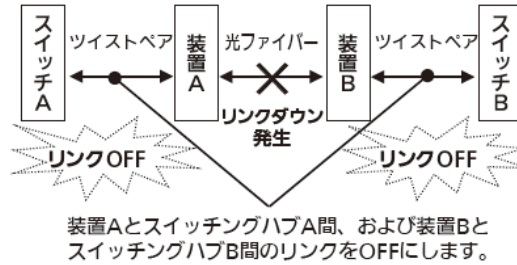 スイッチA
ツイストペア
装置A
光ファイバー
装置B
ツイストペア
スイッチB
リンクダウン
発生
リンクOFF
リンクOFF
装置AとスイッチングハブA間、および装置Bと
スイッチングハブB間のリンクをOFFにします。